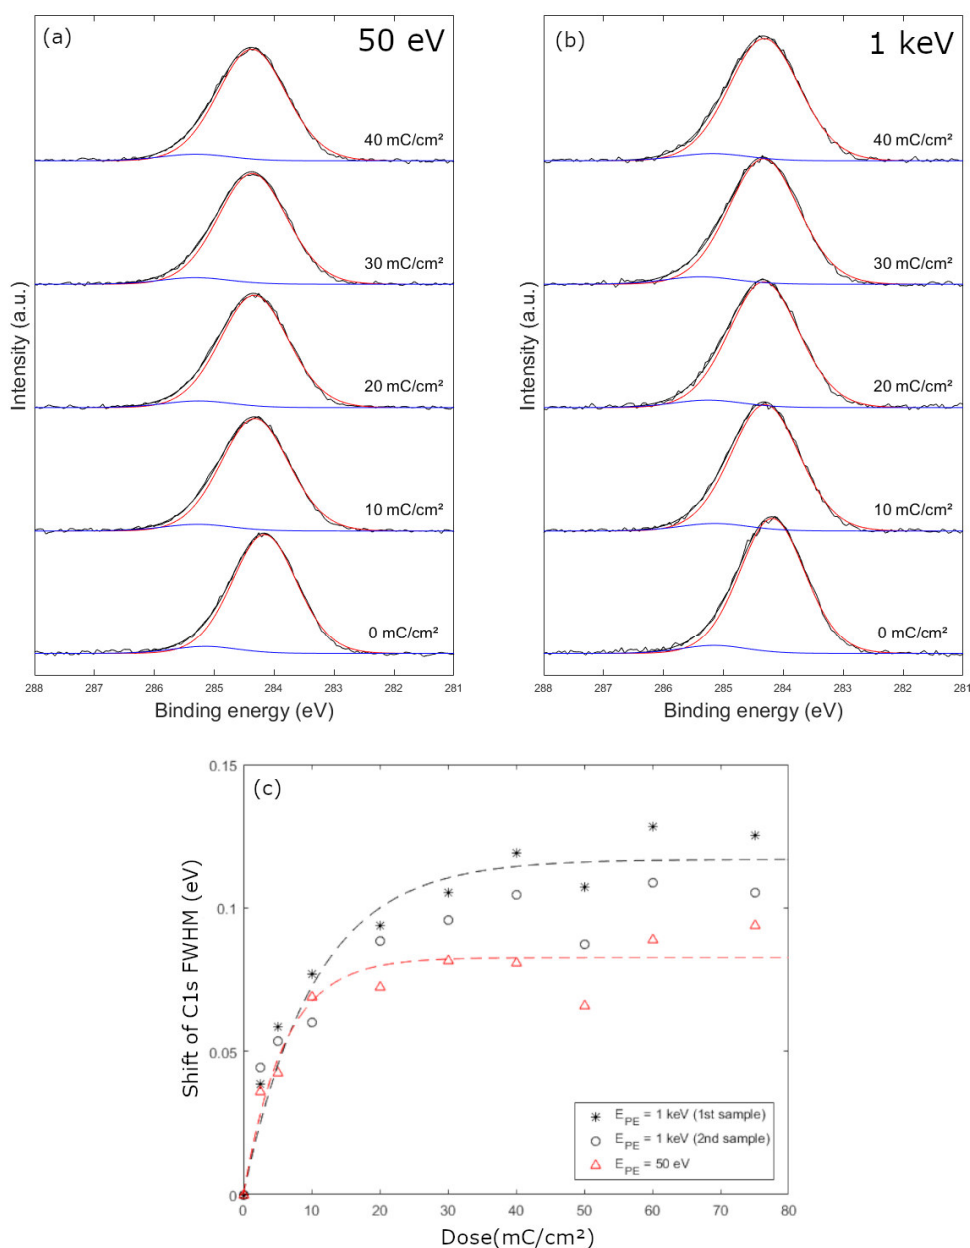 (a) 50 eV
40 mC/cm²
30 mC/cm²
20 mC/cm²
10 mC/cm²
0 mC/cm²
Intensity (a.u.)
288 287 286 285 284 283 282 281
Binding energy (eV)
(b) 1 keV
40 mC/cm²
30 mC/cm²
20 mC/cm²
10 mC/cm²
0 mC/cm²
Intensity (a.u.)
288 287 286 285 284 283 282 281
Binding energy (eV)
(c)
0.15
0.1
0.05
0
Shift of C1s FWHM (eV)
E_PE = 1 keV (1st sample)
E_PE = 1 keV (2nd sample)
E_PE = 50 eV
0 10 20 30 40 50 60 70 80
Dose(mC/cm²)